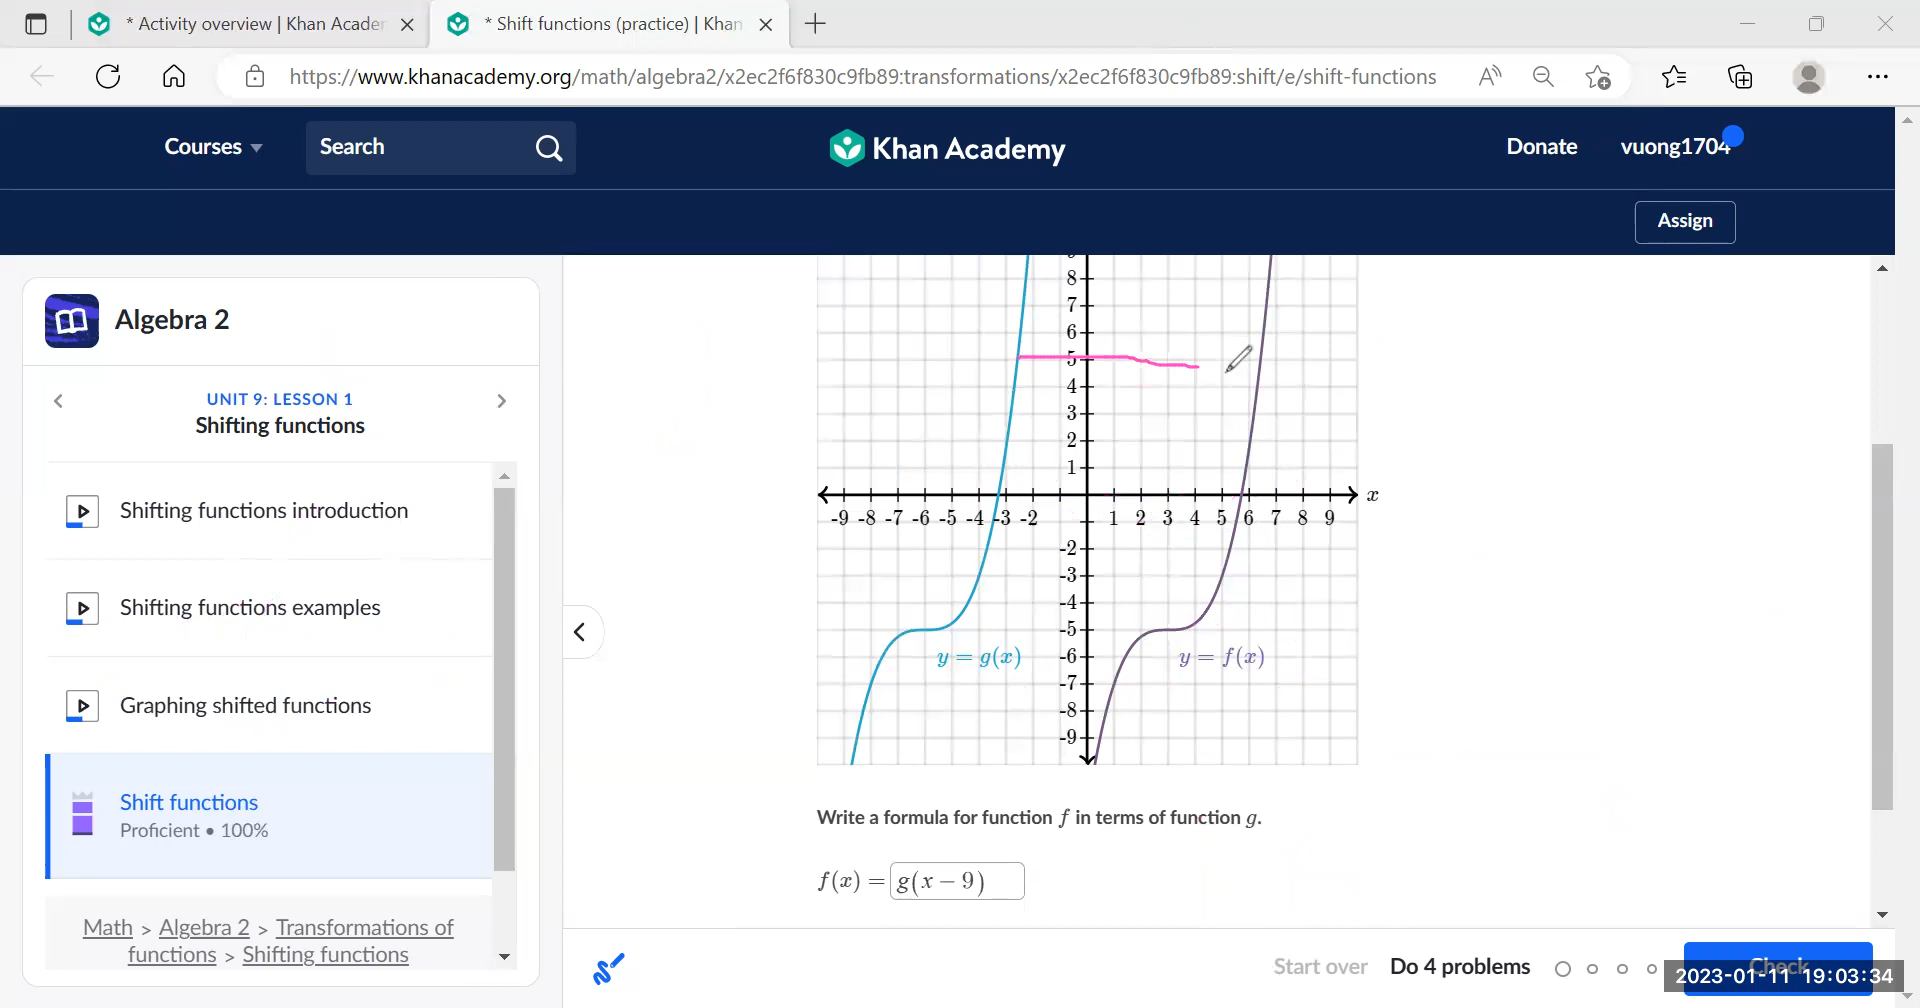 * Activity overview | Khan Acade
* Shift functions (practice) | Khan
https://www.khanacademy.org/math/algebra2/x2ec2f6f830c9fb89:transformations/x2ec2f6f830c9fb89:shift/e/shift-functions
Courses
Search
Khan Academy
Donate
vuong1704
Assign
Algebra 2
UNIT 9: LESSON 1
Shifting functions
Shifting functions introduction
Shifting functions examples
Graphing shifted functions
Shift functions
Proficient • 100%
Math > Algebra 2 > Transformations of
functions > Shifting functions
8
7
6
5
4
3
2
1
x
-9 -8 -7 -6 -5 -4 -3 -2 1 2 3 4 5 6 7 8 9
-2
-3
-4
-5
-6
-7
-8
-9
y = g(x)
y = f(x)
Write a formula for function f in terms of function g.
f(x) = g(x − 9)
Start over
Do 4 problems
Check
2023-01-11 19:03:34